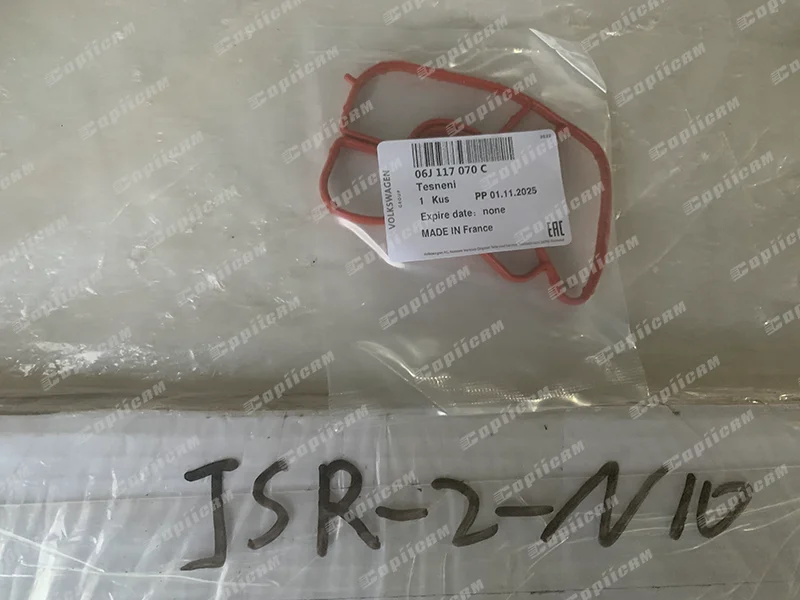 06J 117 070 C
Tesneni
1 Kus PP 01.11.2025
Expire date: none
MADE IN France
EAC
VOLKSWAGEN
GROUP
JSR-2-N10
Copiicam